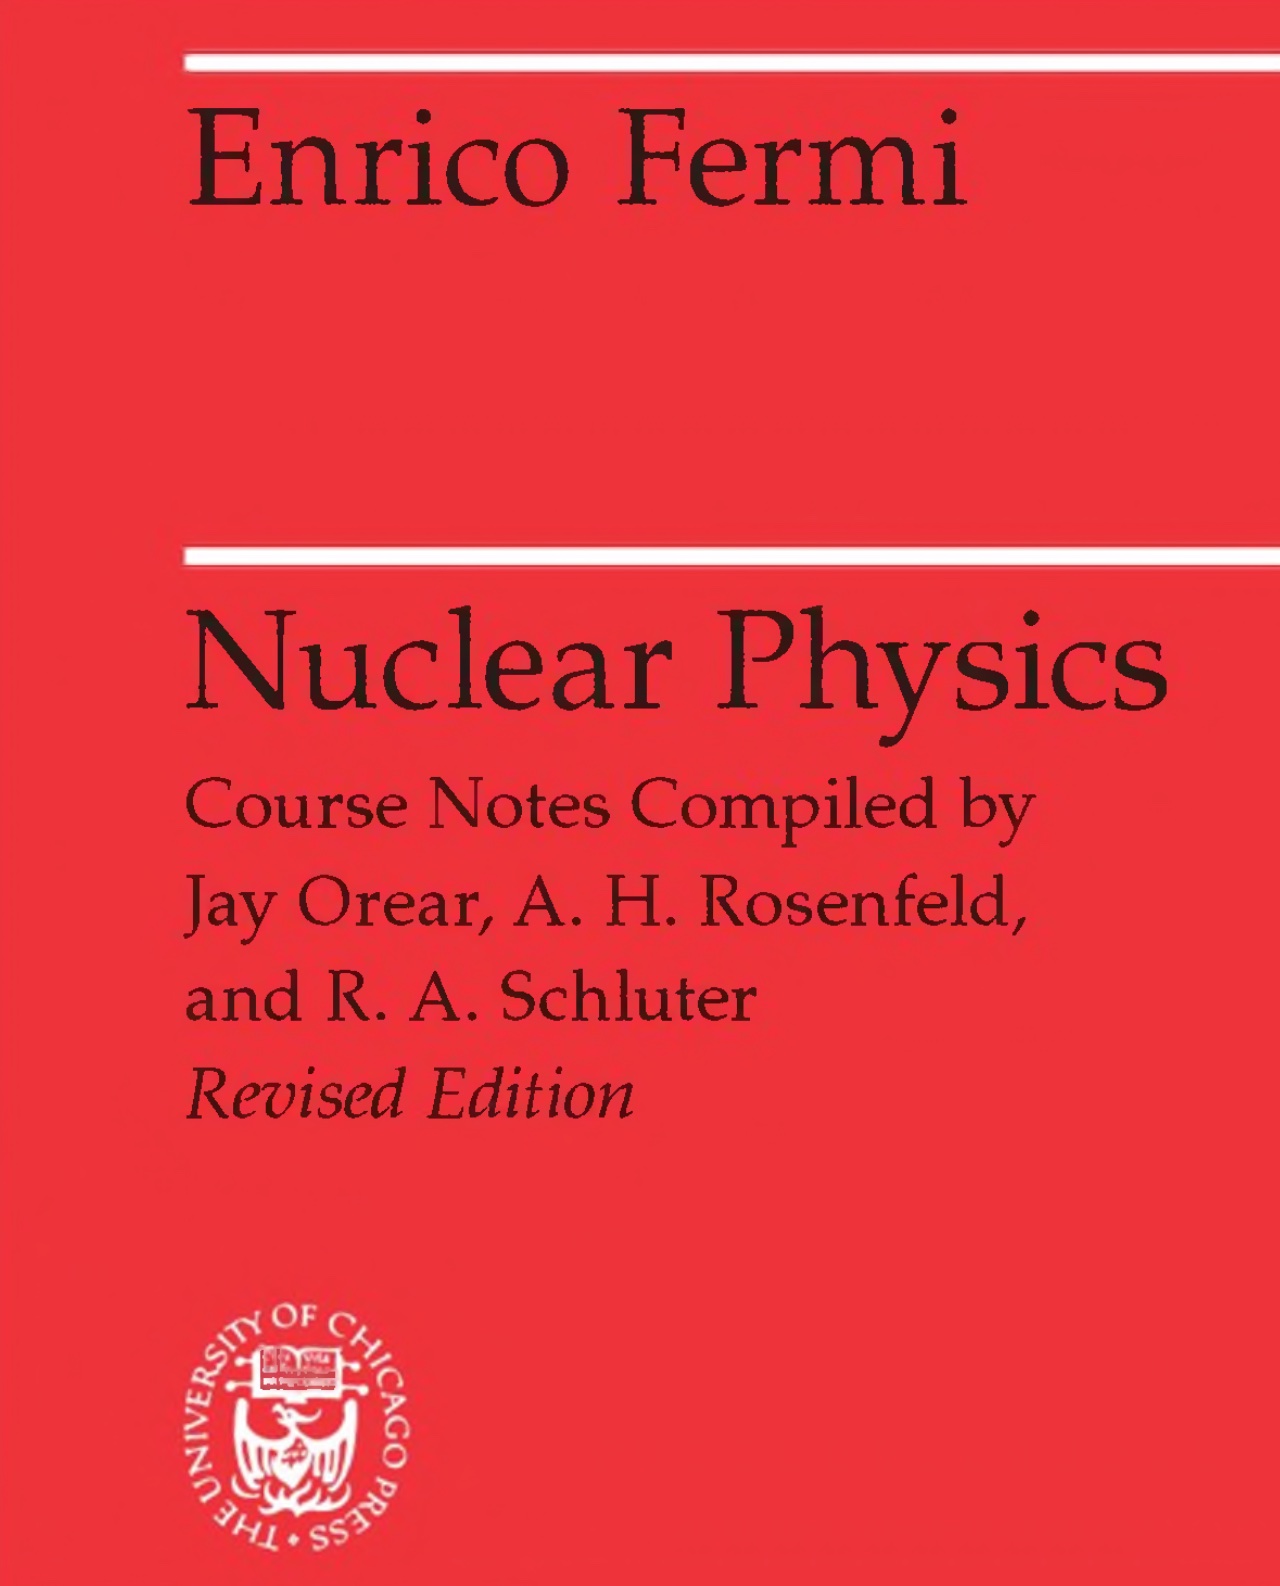 Enrico Fermi
Nuclear Physics
Course Notes Compiled by
Jay Orear, A. H. Rosenfeld,
and R. A. Schluter
Revised Edition
THE UNIVERSITY OF CHICAGO PRESS •